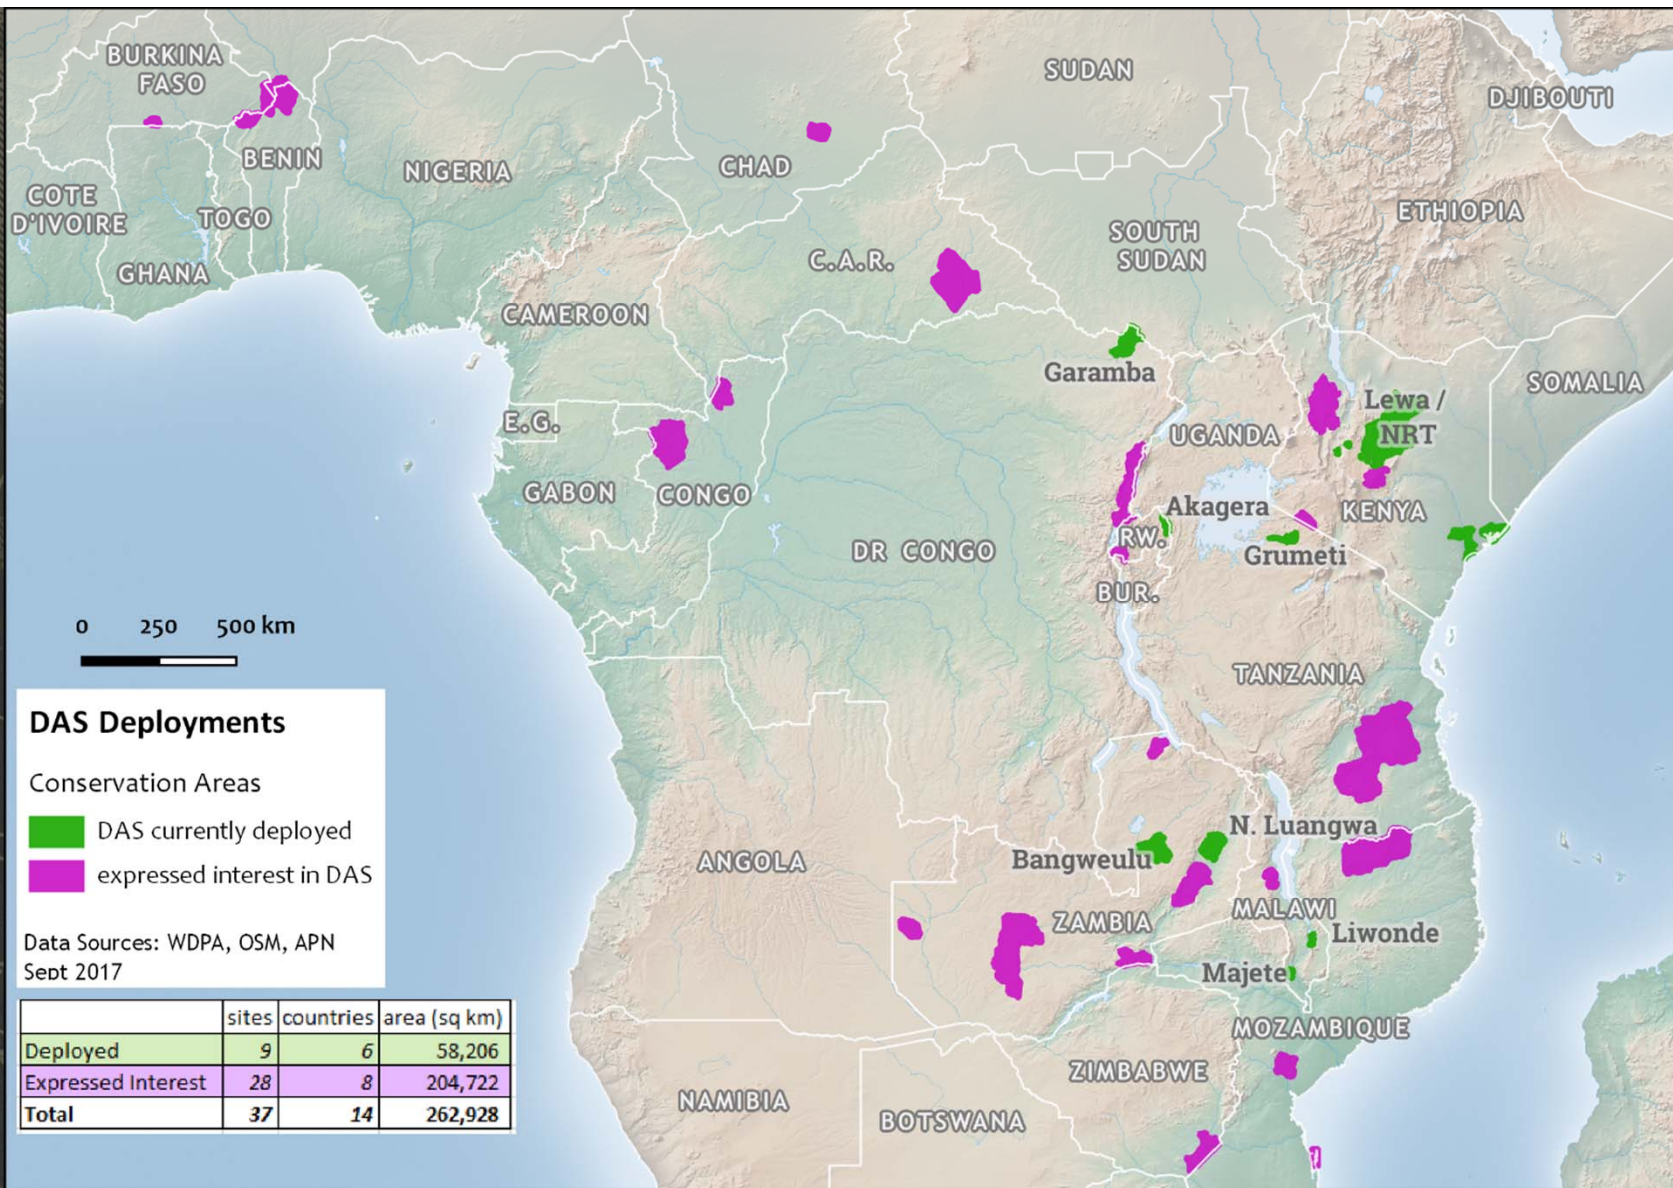 BURKINA
FASO
SUDAN
DJIBOUTI
BENIN
NIGERIA
CHAD
COTE
D'IVOIRE
TOGO
ETHIOPIA
GHANA
C.A.R.
SOUTH
SUDAN
CAMEROON
Garamba
SOMALIA
Lewa /
NRT
E.G.
UGANDA
GABON
CONGO
Akagera
KENYA
RW.
DR CONGO
Grumeti
BUR.
0 250 500 km
TANZANIA
DAS Deployments
Conservation Areas
DAS currently deployed
expressed interest in DAS
Data Sources: WDPA, OSM, APN
Sept 2017
N. Luangwa
Bangweulu
ANGOLA
ZAMBIA
MALAWI
Liwonde
Majete
MOZAMBIQUE
ZIMBABWE
NAMIBIA
BOTSWANA
sites countries area (sq km)
Deployed 9 6 58,206
Expressed Interest 28 8 204,722
Total 37 14 262,928